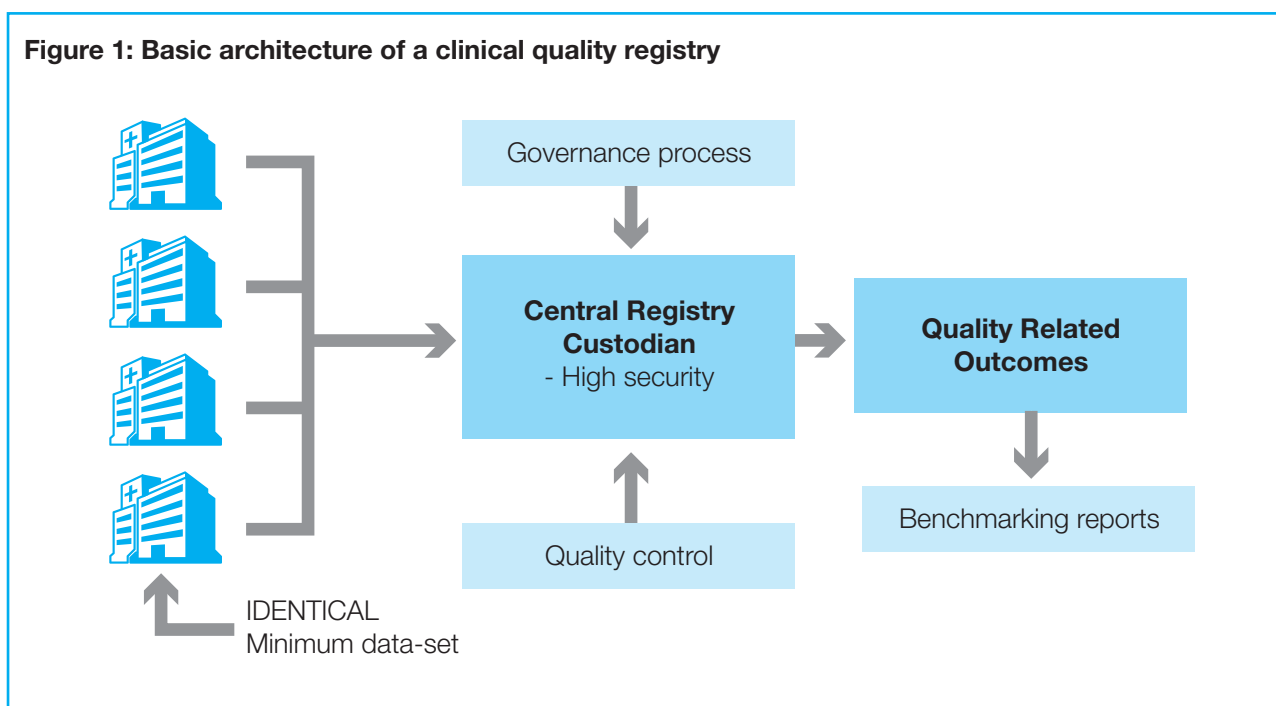 Figure 1: Basic architecture of a clinical quality registry
Governance process
Central Registry
Custodian
- High security
Quality Related
Outcomes
Quality control
Benchmarking reports
IDENTICAL
Minimum data-set